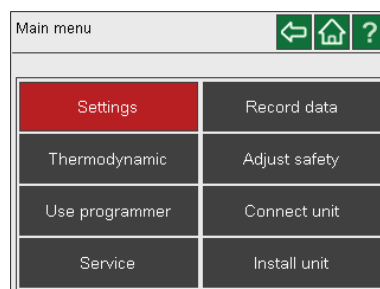 Main menu
?
Settings
Record data
Thermodynamic
Adjust safety
Use programmer
Connect unit
Service
Install unit